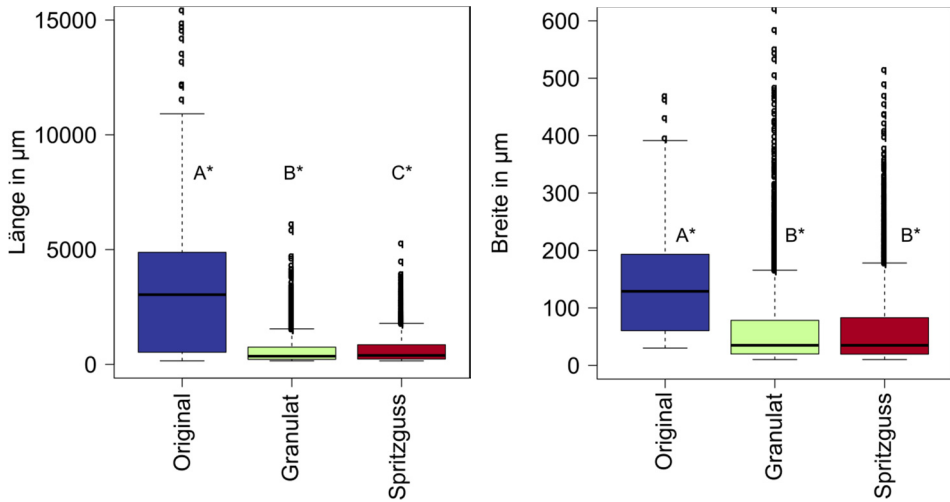 Länge in µm
15000
10000
5000
0
A*
B*
C*
Original
Granulat
Spritzguss
Breite in µm
600
500
400
300
200
100
0
A*
B*
B*
Original
Granulat
Spritzguss